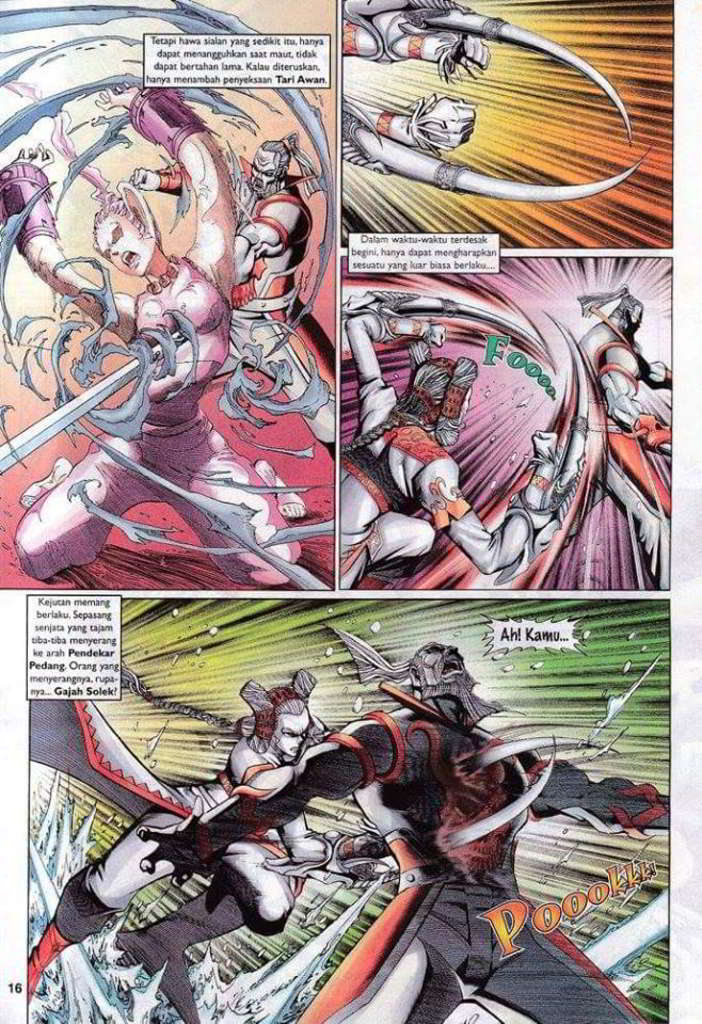 Tetapi hawa sialan yang sedikit itu, hanya
dapat menangguhkan saat maut, tidak
dapat bertahan lama. Kalau diteruskan,
hanya menambah penyeksaan Tari Awan.
Dalam waktu-waktu terdesak
begini, hanya dapat mengharapkan
sesuatu yang luar biasa berlaku....
Foooo
Kejutan memang
berlaku. Sepasang
senjata yang tajam
tiba-tiba menyerang
ke arah Pendekar
Pedang. Orang yang
menyerangnya, rupa-
nya... Gajah Solek?
Ah! Kamu...
Poookkk!
16